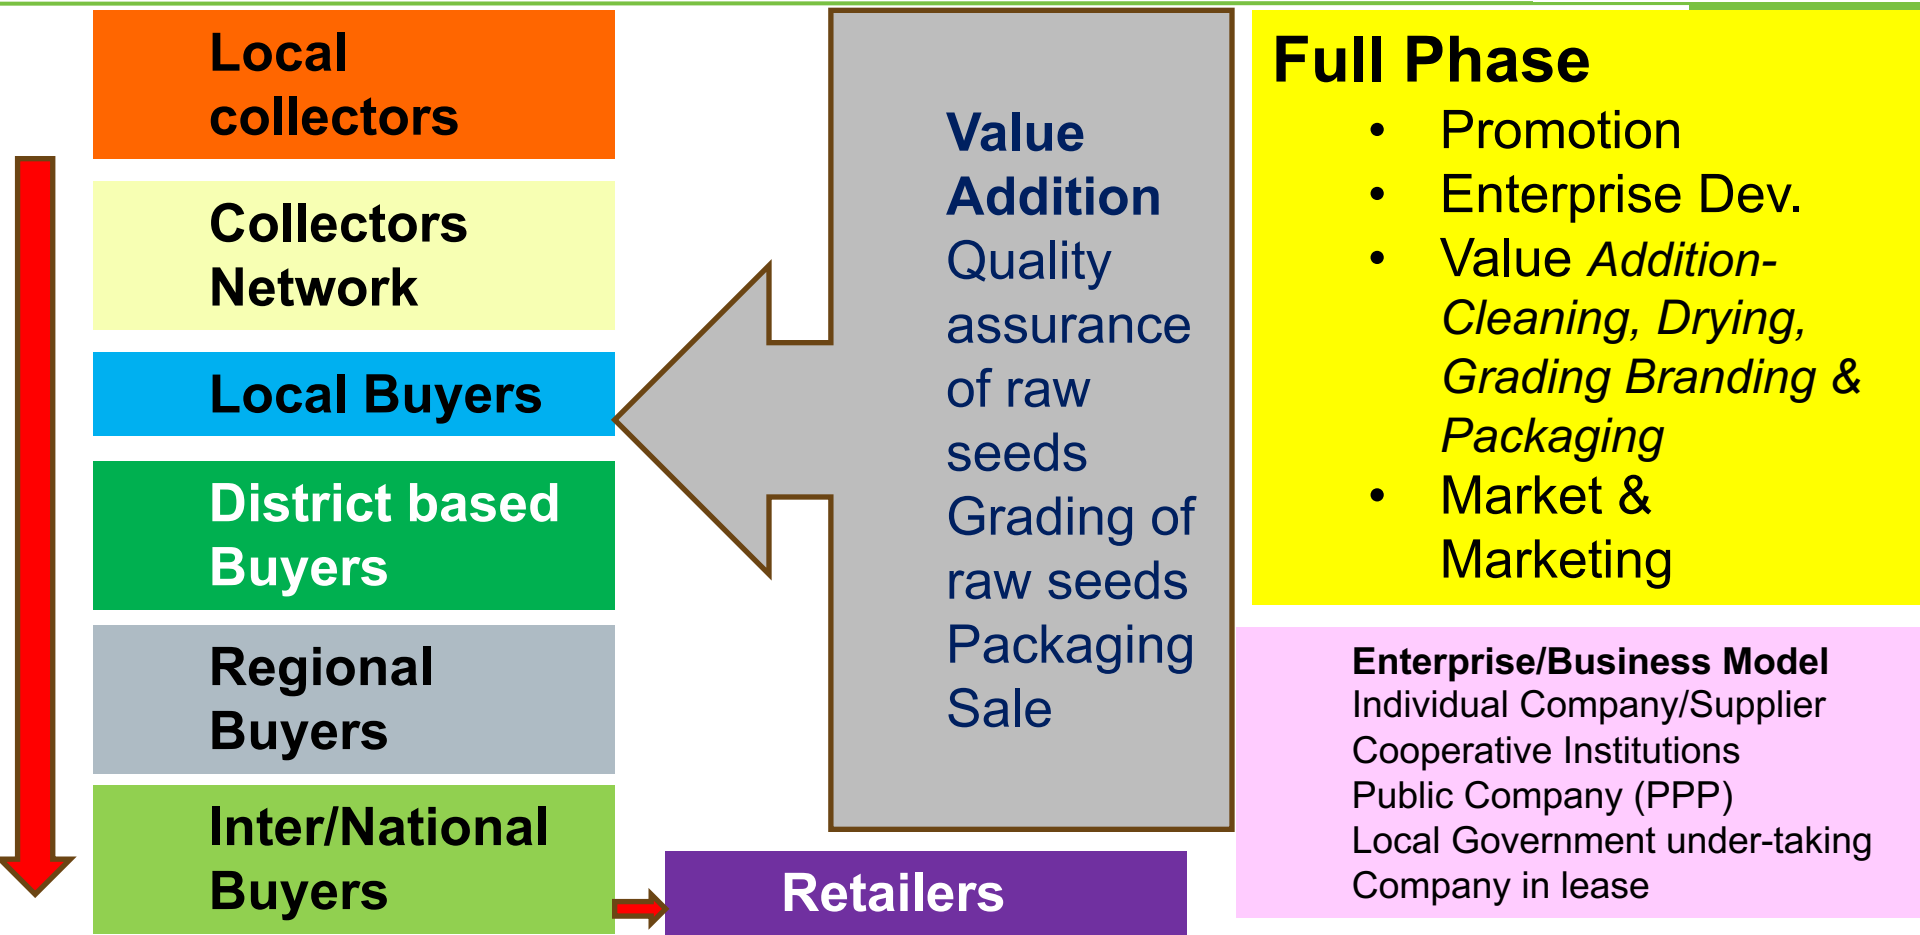 Local
collectors
Collectors
Network
Local Buyers
District based
Buyers
Regional
Buyers
Inter/National
Buyers
Retailers
Value
Addition
Quality
assurance
of raw
seeds
Grading of
raw seeds
Packaging
Sale
Full Phase
• Promotion
• Enterprise Dev.
• Value Addition-
Cleaning, Drying,
Grading Branding &
Packaging
• Market &
Marketing
Enterprise/Business Model
Individual Company/Supplier
Cooperative Institutions
Public Company (PPP)
Local Government under-taking
Company in lease